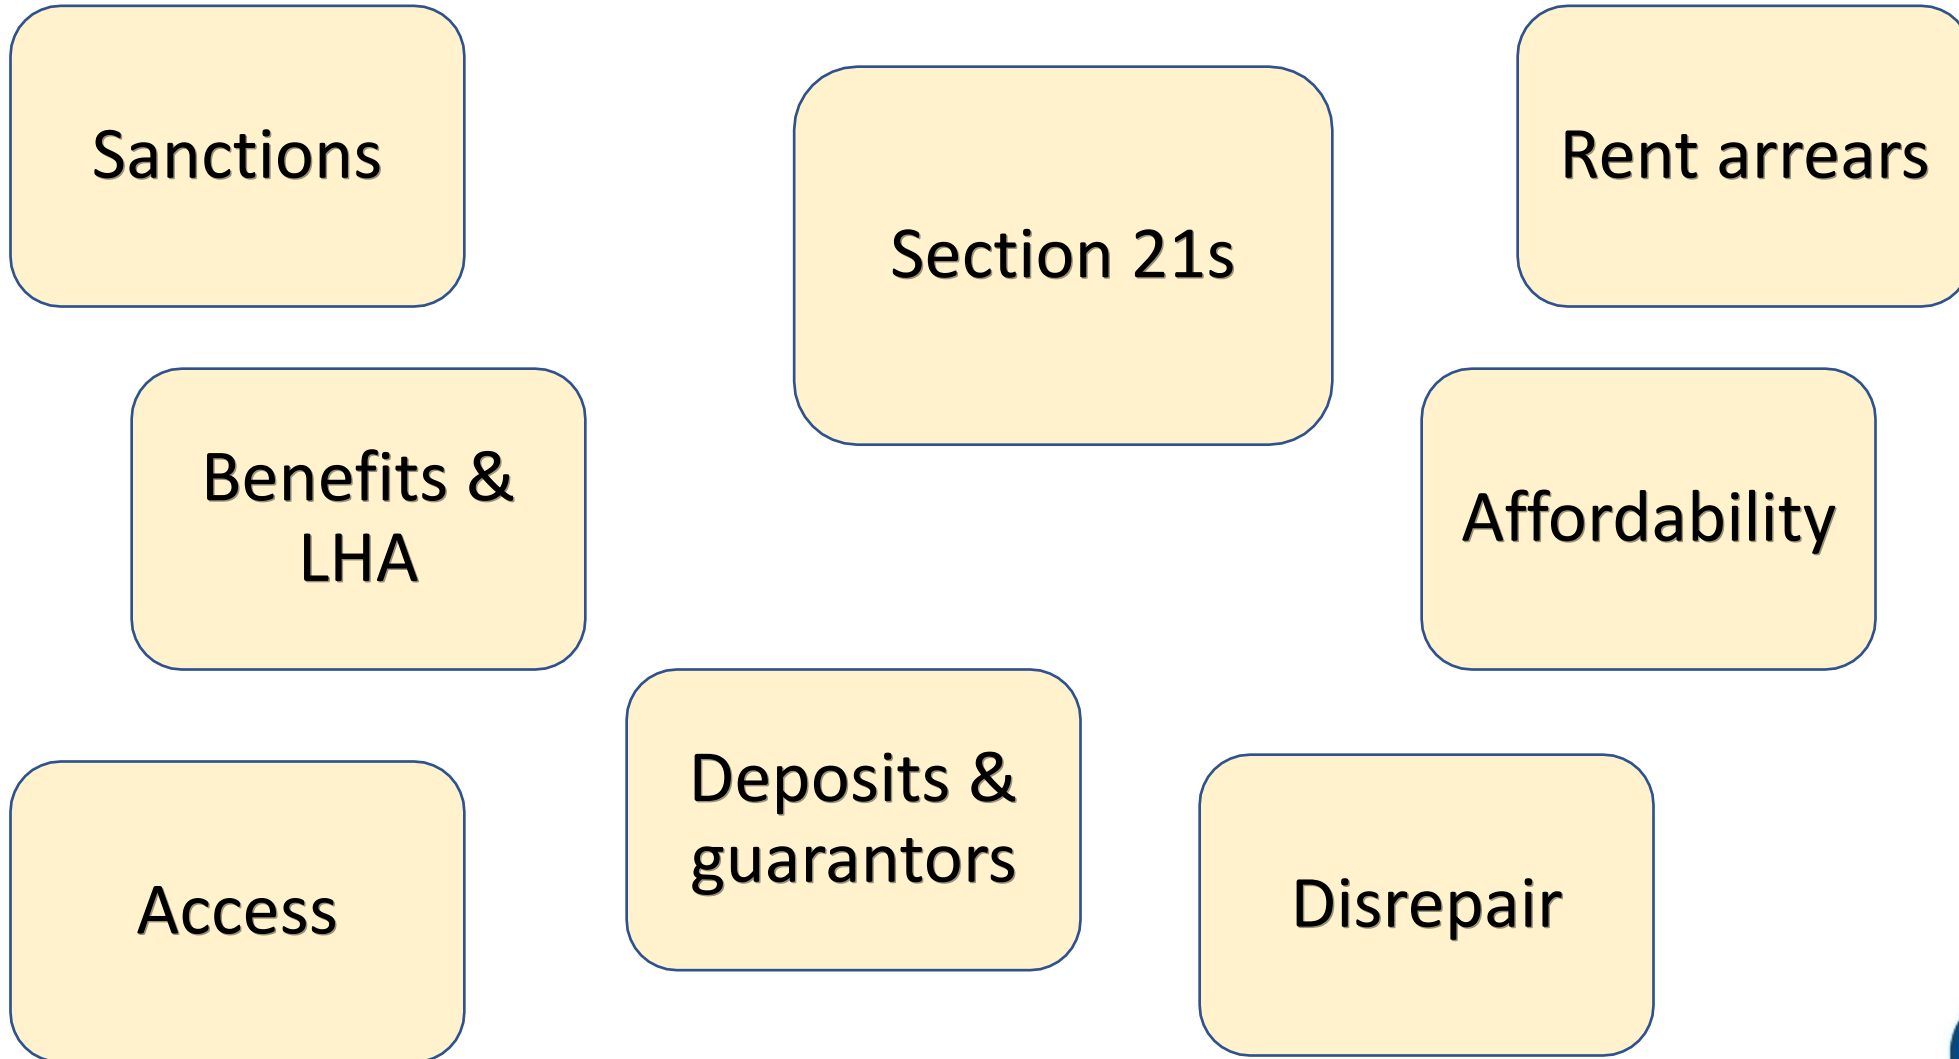 Sanctions
Section 21s
Rent arrears
Benefits &
LHA
Affordability
Deposits &
guarantors
Access
Disrepair